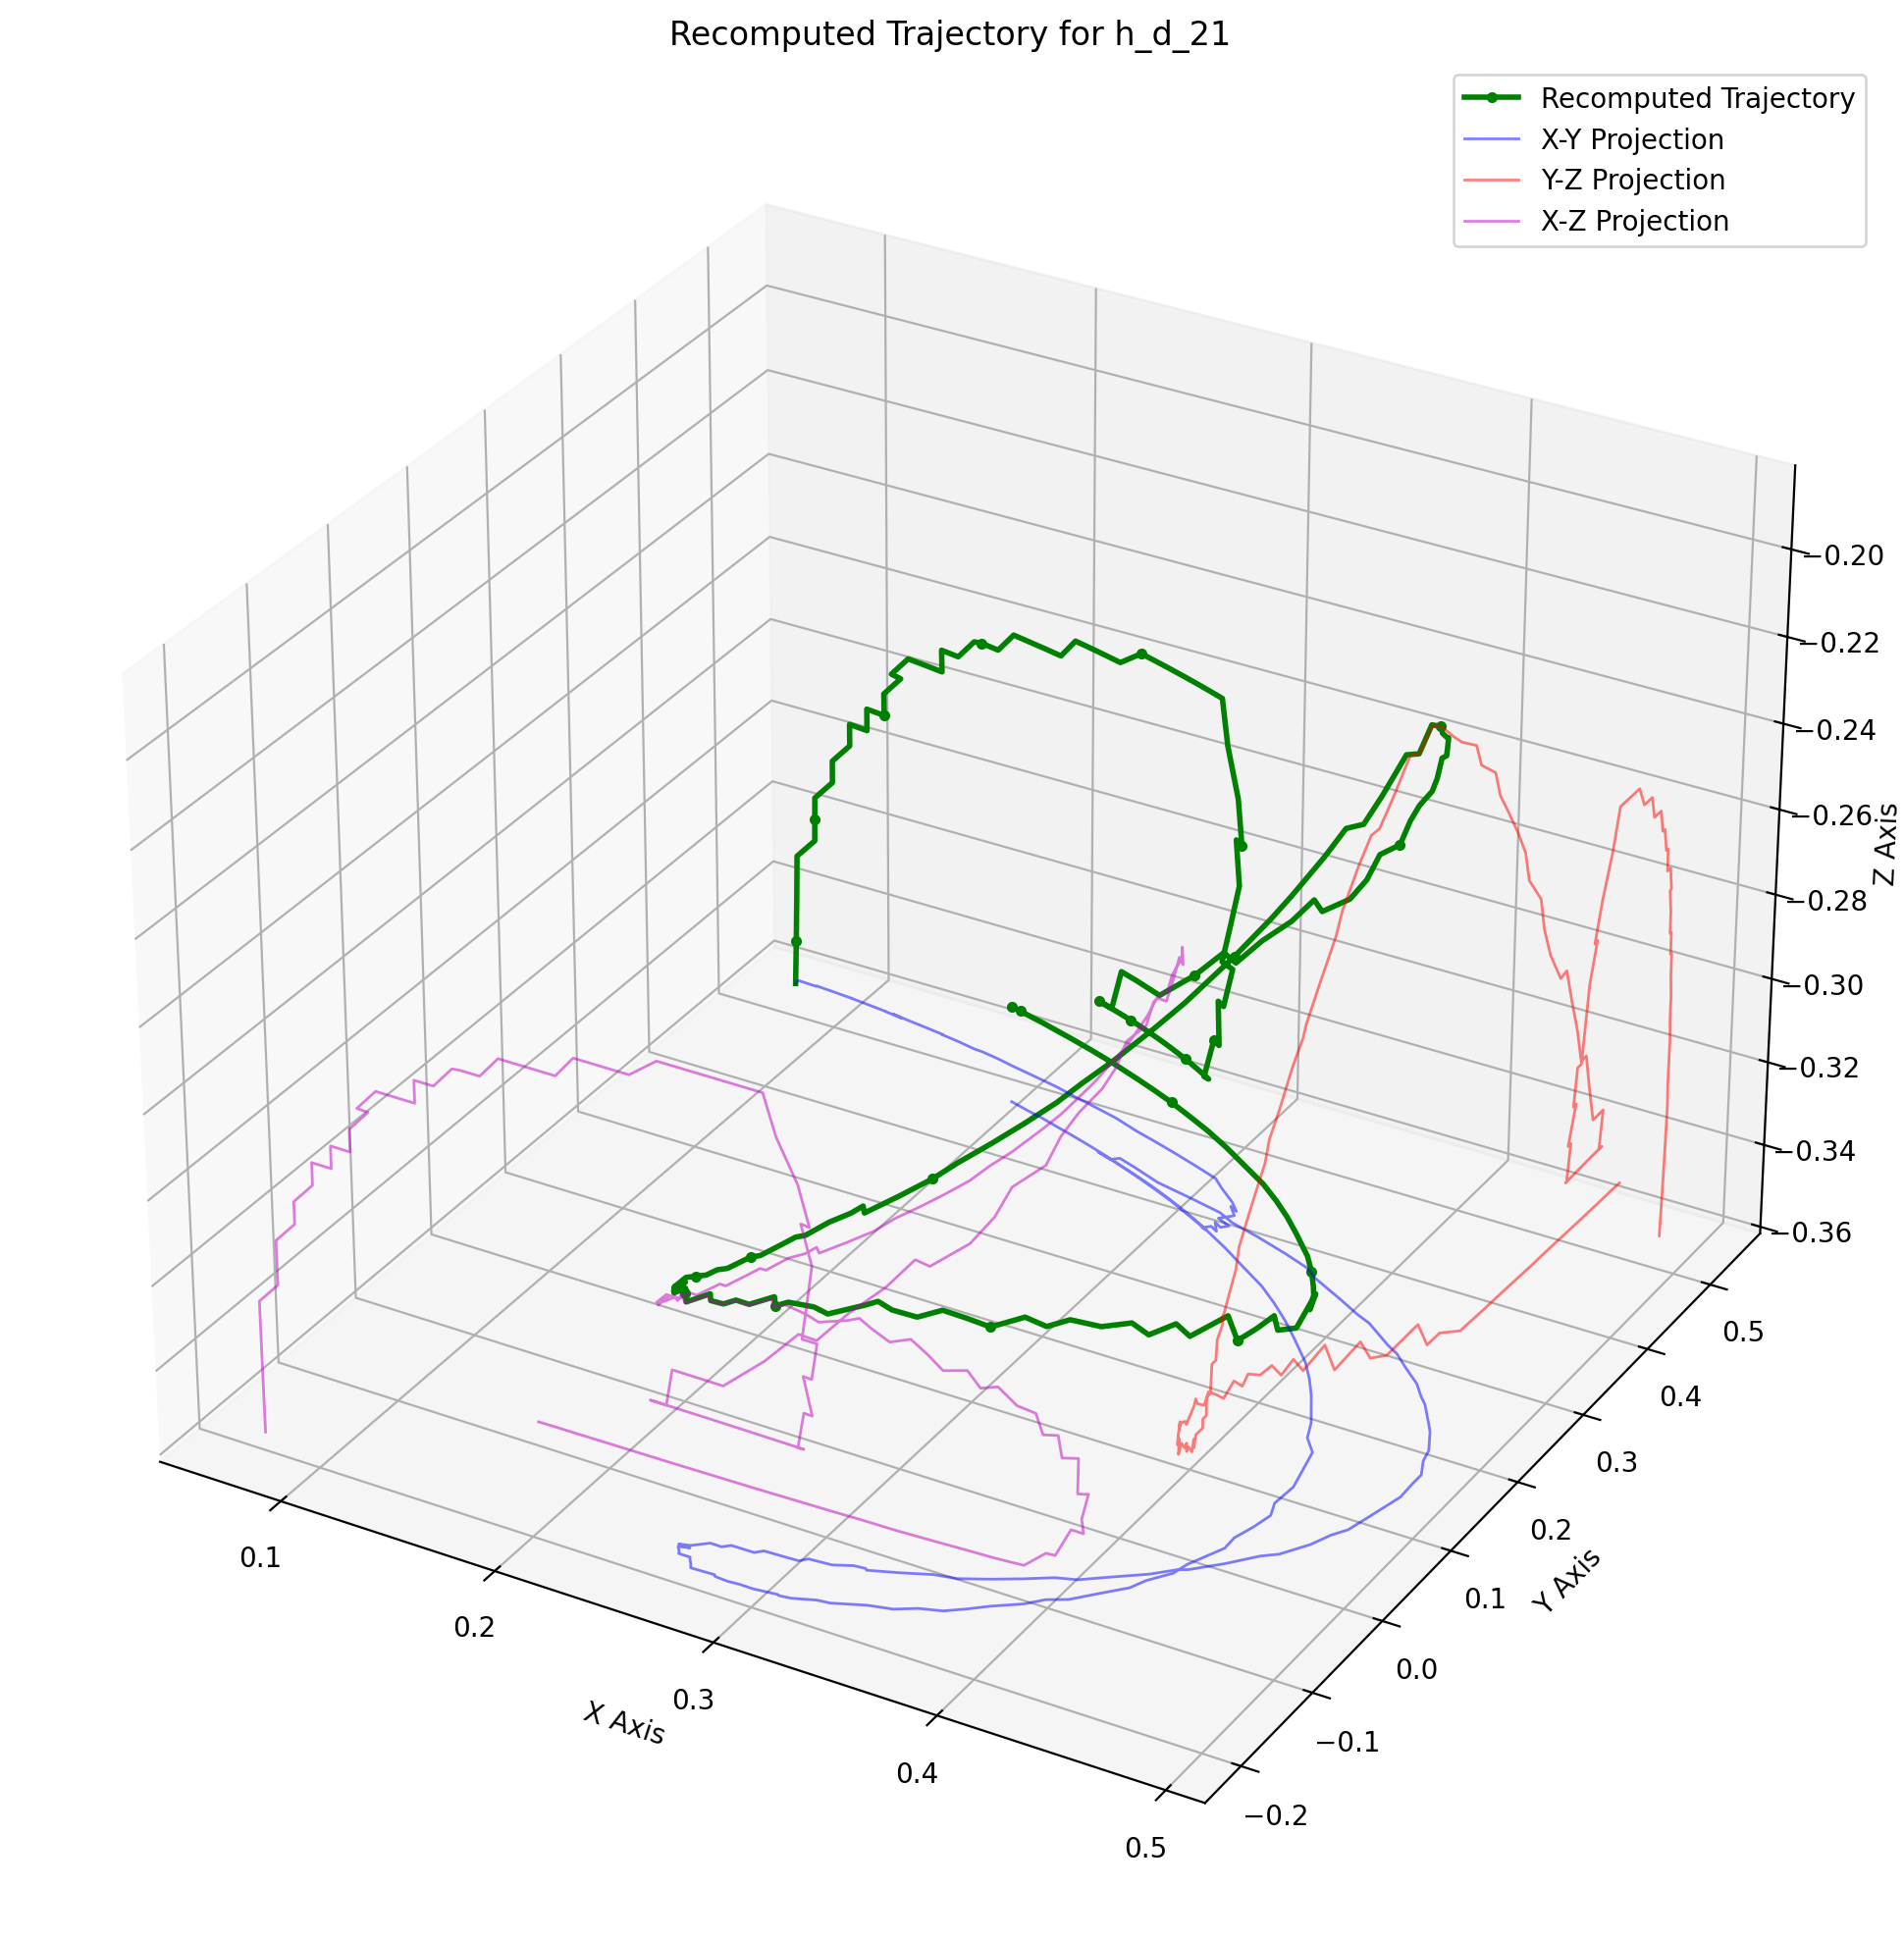 Recomputed Trajectory for h_d_21
Recomputed Trajectory
X-Y Projection
Y-Z Projection
X-Z Projection
−0.20
−0.22
−0.24
−0.26
−0.28
−0.30
−0.32
−0.34
−0.36
Z Axis
0.5
0.4
0.3
0.2
0.1
0.0
−0.1
−0.2
Y Axis
0.1
0.2
0.3
0.4
0.5
X Axis